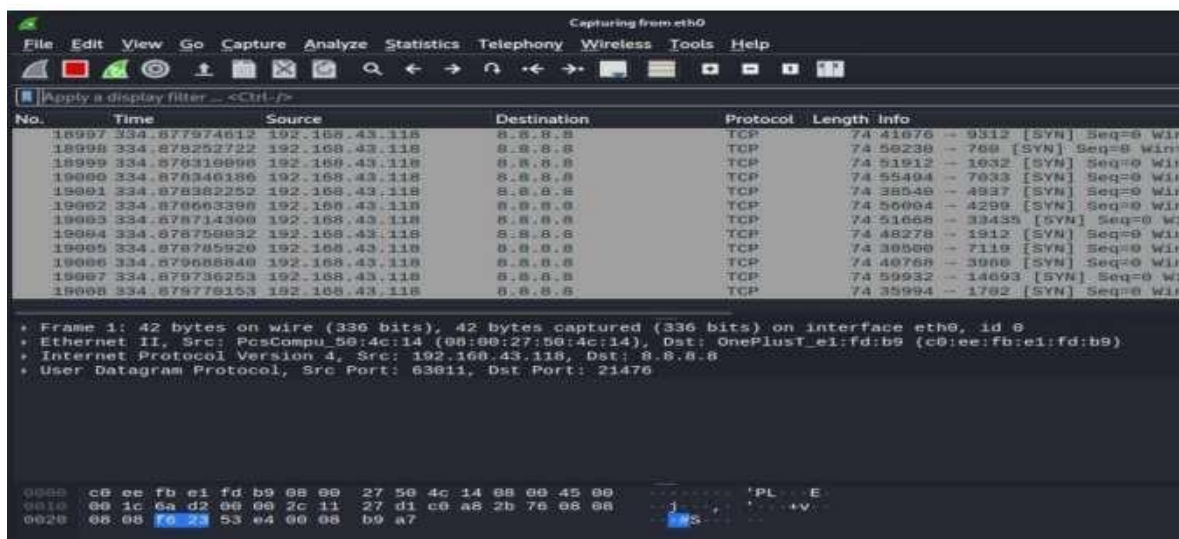 Capturing from eth0
File Edit View Go Capture Analyze Statistics Telephony Wireless Tools Help
Apply a display filter ... <Ctrl-/>
No. Time Source Destination Protocol Length Info
18997 334.877974612 192.168.43.118 8.8.8.8 TCP 74 41076 → 9312 [SYN] Seq=0 Win
18998 334.878252722 192.168.43.118 8.8.8.8 TCP 74 50230 → 760 [SYN] Seq=0 Win
18999 334.878310098 192.168.43.118 8.8.8.8 TCP 74 51912 → 1032 [SYN] Seq=0 Win
19000 334.878346186 192.168.43.118 8.8.8.8 TCP 74 55494 → 7033 [SYN] Seq=0 Win
19001 334.878382252 192.168.43.118 8.8.8.8 TCP 74 38540 → 4937 [SYN] Seq=0 Win
19002 334.878663398 192.168.43.118 8.8.8.8 TCP 74 56004 → 4299 [SYN] Seq=0 Win
19003 334.878714300 192.168.43.118 8.8.8.8 TCP 74 51668 → 33435 [SYN] Seq=0 Wi
19004 334.878750032 192.168.43.118 8.8.8.8 TCP 74 48278 → 1912 [SYN] Seq=0 Win
19005 334.878785920 192.168.43.118 8.8.8.8 TCP 74 38500 → 7119 [SYN] Seq=0 Win
19006 334.879688840 192.168.43.118 8.8.8.8 TCP 74 40768 → [SYN] Seq=0 Win
19007 334.879736253 192.168.43.118 8.8.8.8 TCP 74 59932 → 14693 [SYN] Seq=0 Wi
19008 334.879770153 192.168.43.118 8.8.8.8 TCP 74 35994 → 1782 [SYN] Seq=0 Win
Frame 1: 42 bytes on wire (336 bits), 42 bytes captured (336 bits) on interface eth0, id 0
Ethernet II, Src: PcsCompu_50:4c:14 (08:00:27:50:4c:14), Dst: OnePlusT_e1:fd:b9 (c0:ee:fb:e1:fd:b9)
Internet Protocol Version 4, Src: 192.168.43.118, Dst: 8.8.8.8
User Datagram Protocol, Src Port: 63011, Dst Port: 21476
0000 c0 ee fb e1 fd b9 08 00 27 50 4c 14 08 00 45 00 ········ 'PL···E·
0010 00 1c 6a d2 00 00 2c 11 27 d1 c0 a8 2b 76 08 08 ··j···,· '···+v··
0020 08 08 f6 23 53 e4 00 08 b9 a7 ···#S··· ··